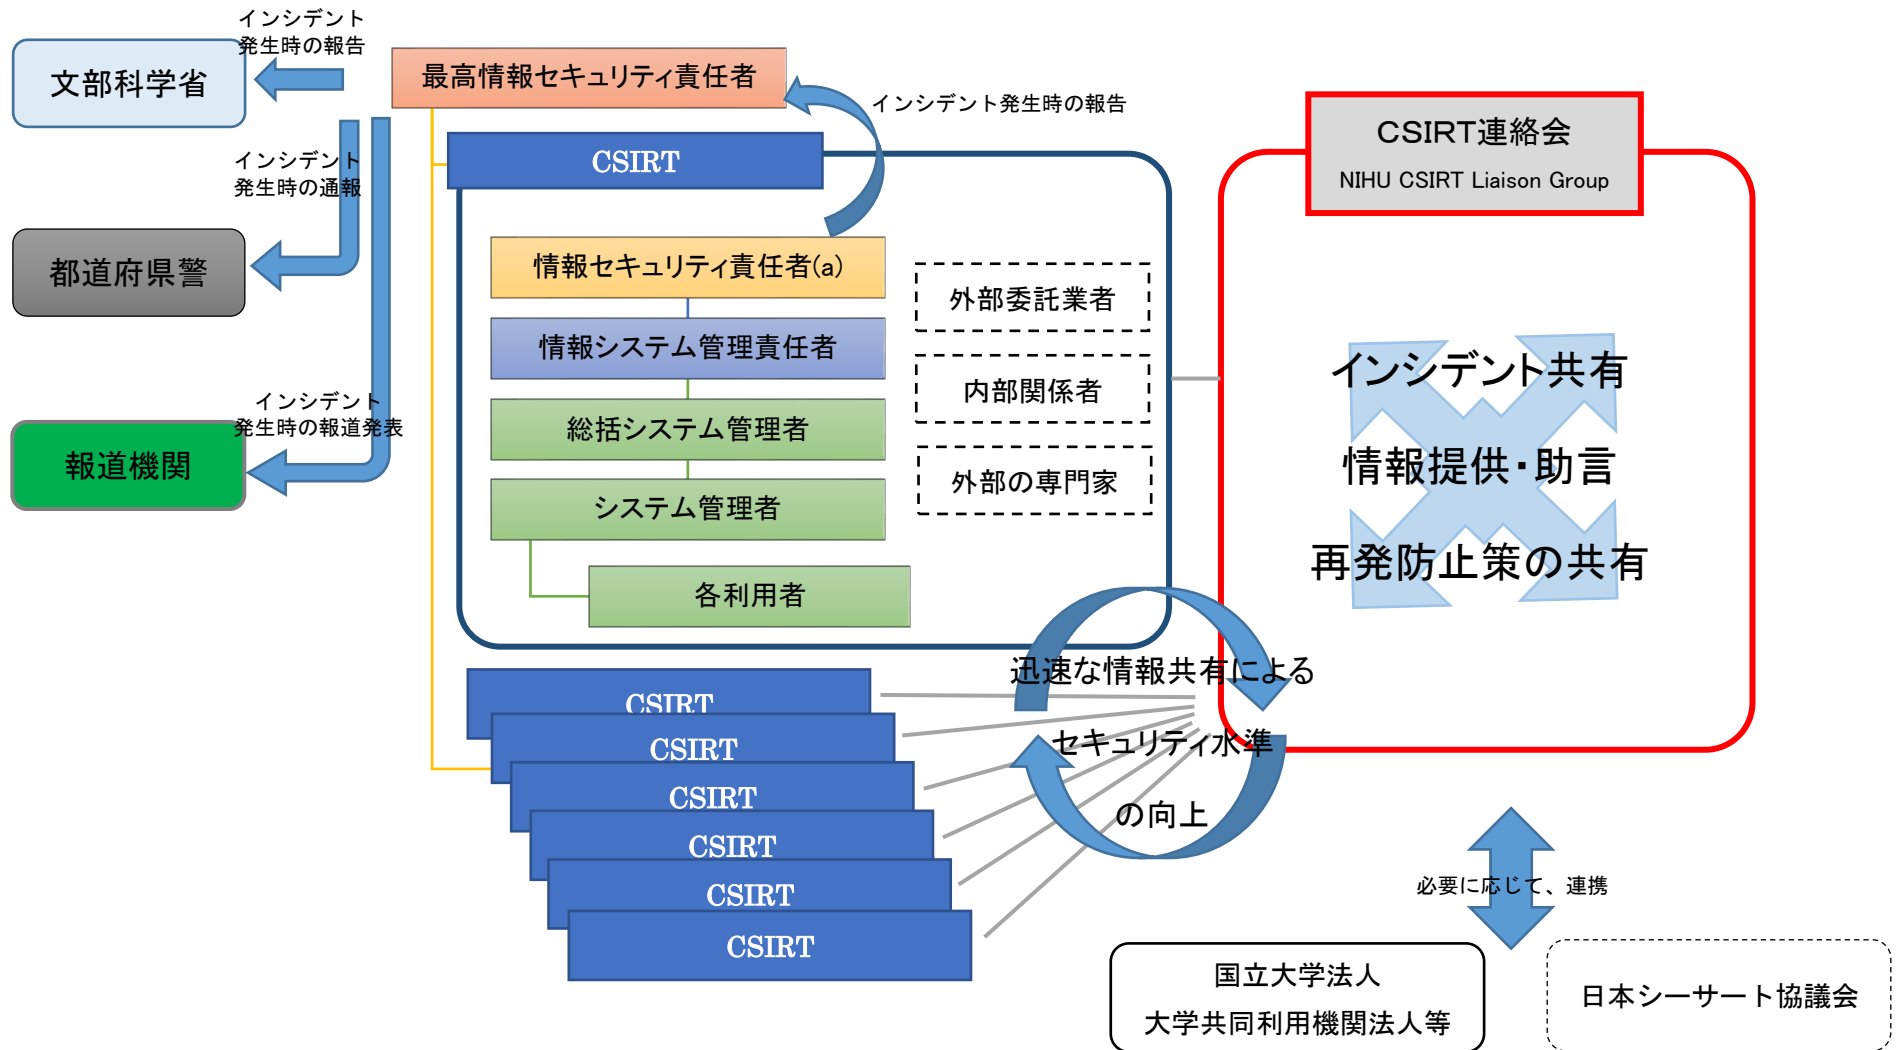 インシデント
発生時の報告
文部科学省
最高情報セキュリティ責任者
インシデント発生時の報告
CSIRT連絡会
NIHU CSIRT Liaison Group
インシデント
発生時の通報
CSIRT
都道府県警
情報セキュリティ責任者(a)
外部委託業者
情報システム管理責任者
インシデント共有
内部関係者
インシデント
発生時の報道発表
総括システム管理者
報道機関
情報提供・助言
外部の専門家
システム管理者
再発防止策の共有
各利用者
迅速な情報共有による
セキュリティ水準
の向上
CSIRT
CSIRT
CSIRT
CSIRT
CSIRT
CSIRT
必要に応じて、連携
国立大学法人
大学共同利用機関法人等
日本シーサート協議会